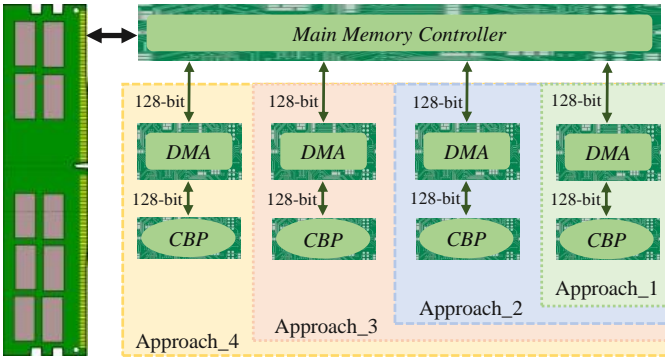 Main Memory Controller
128-bit 128-bit 128-bit 128-bit
DMA DMA DMA DMA
128-bit 128-bit 128-bit 128-bit
CBP CBP CBP CBP
Approach_1
Approach_2
Approach_3
Approach_4